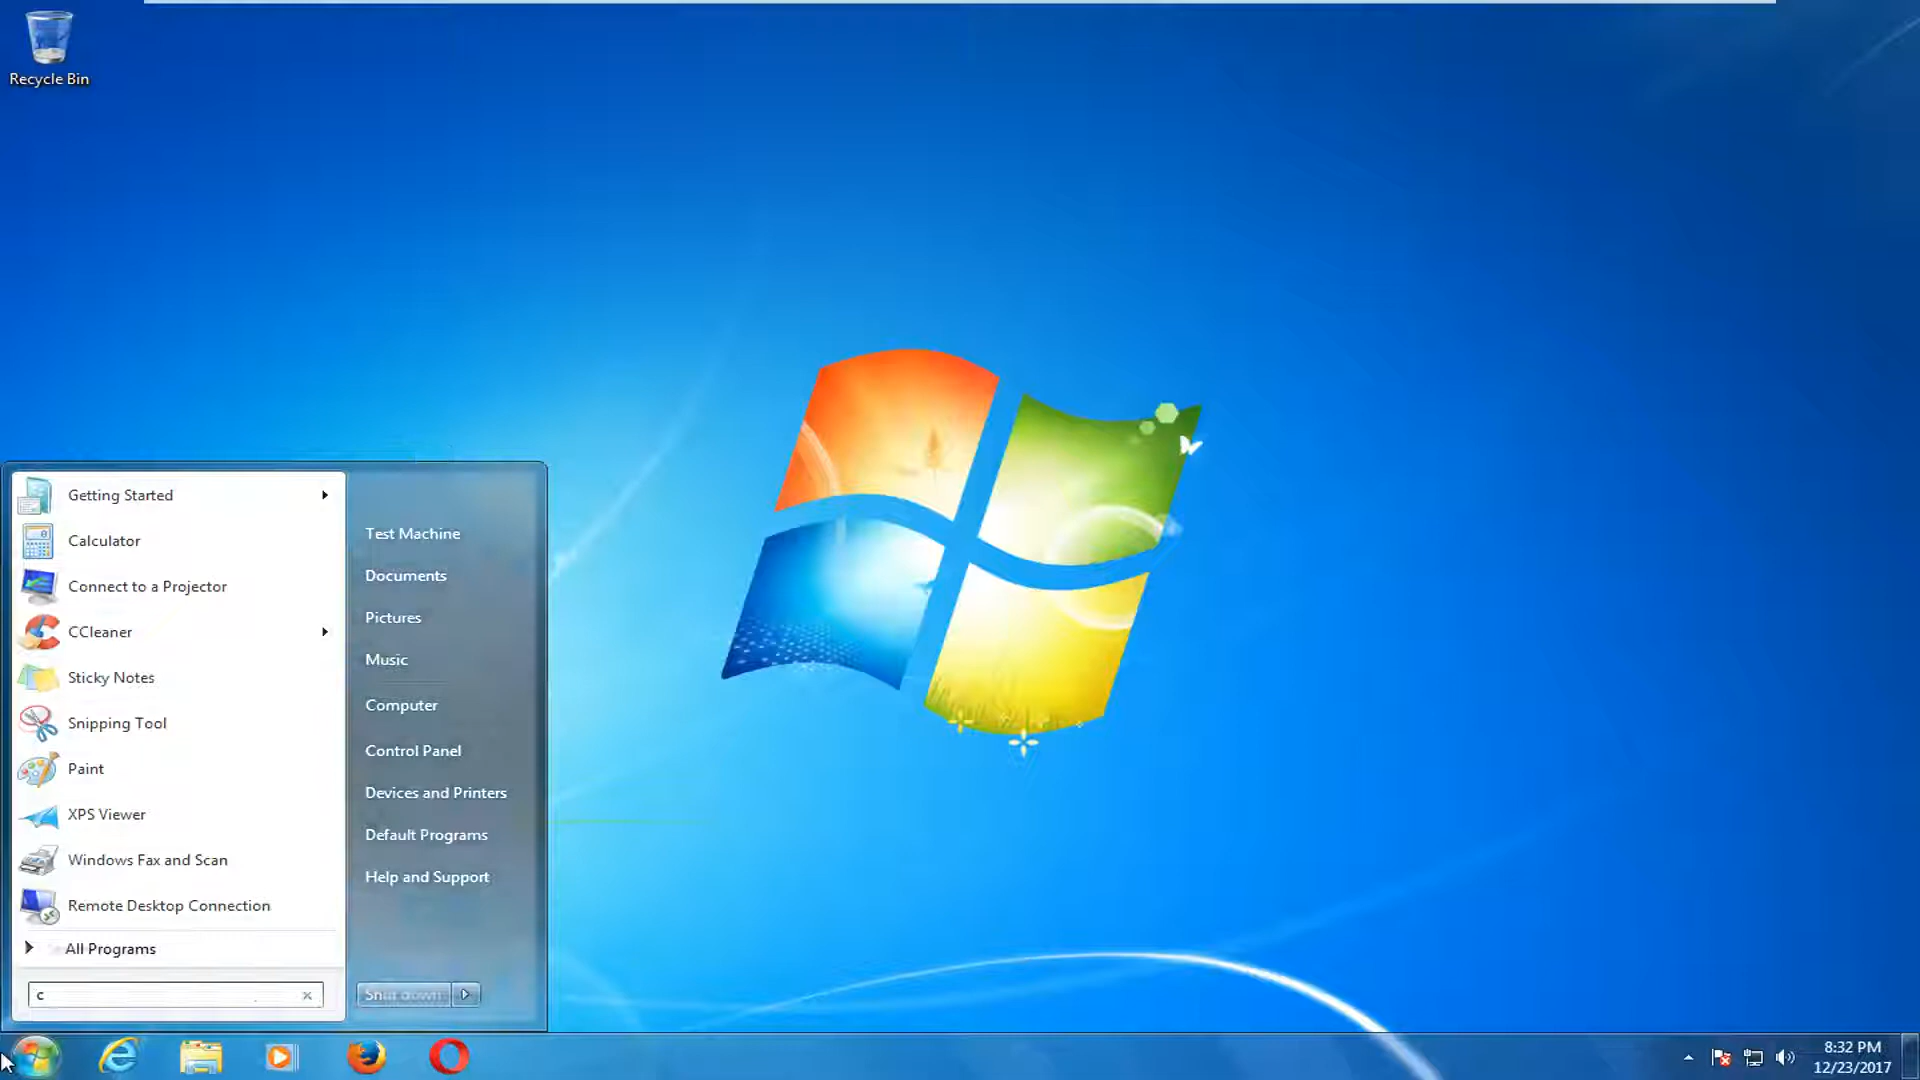 Recycle Bin
Getting Started
Calculator
Connect to a Projector
CCleaner
Sticky Notes
Snipping Tool
Paint
XPS Viewer
Windows Fax and Scan
Remote Desktop Connection
All Programs
c
Test Machine
Documents
Pictures
Music
Computer
Control Panel
Devices and Printers
Default Programs
Help and Support
Shut down
8:32 PM
12/23/2017